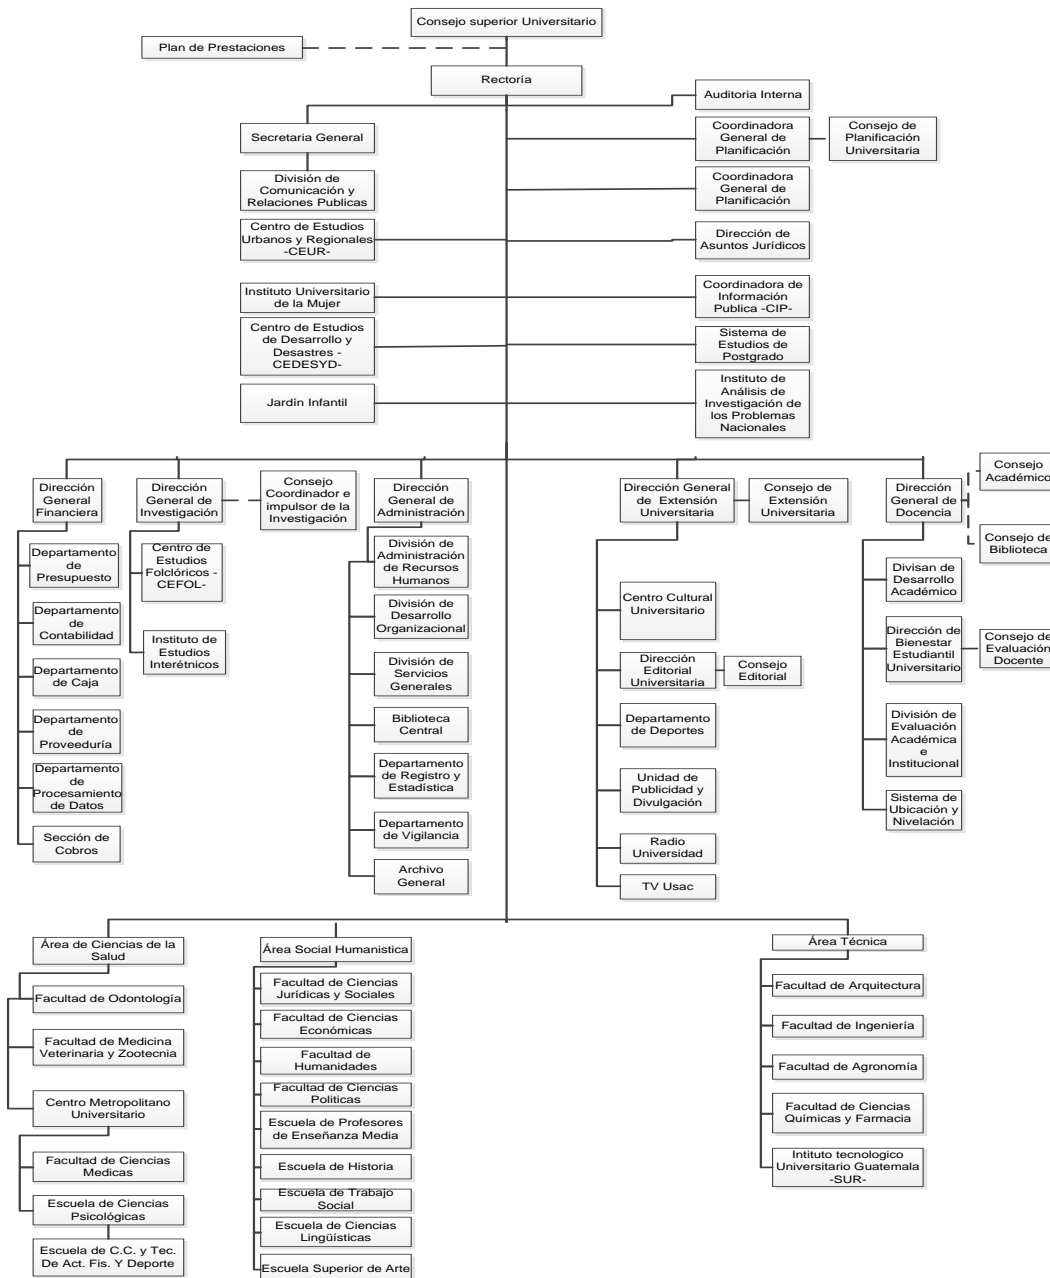 Consejo superior Universitario
Plan de Prestaciones
Rectoría
Auditoria Interna
Secretaria General
Coordinadora
General de
Planificación
Consejo de
Planificación
Universitaria
División de
Comunicación y
Relaciones Publicas
Coordinadora
General de
Planificación
Centro de Estudios
Urbanos y Regionales
-CEUR-
Dirección de
Asuntos Jurídicos
Instituto Universitario
de la Mujer
Coordinadora de
Información
Publica -CIP-
Centro de Estudios
de Desarrollo y
Desastres -
CEDESYD-
Sistema de
Estudios de
Postgrado
Jardín Infantil
Instituto de
Análisis de
Investigación de
los Problemas
Nacionales
Dirección
General
Financiera
Dirección
General de
Investigación
Consejo
Coordinador e
impulsor de la
Investigación
Dirección
General de
Administración
Dirección General
de Extensión
Universitaria
Consejo de
Extensión
Universitaria
Dirección
General de
Docencia
Consejo
Académico
Consejo de
Biblioteca
Departamento
de
Presupuesto
Departamento
de
Contabilidad
Departamento
de Caja
Departamento
de
Proveeduría
Departamento
de
Procesamiento
de Datos
Sección de
Cobros
Centro de
Estudios
Folclóricos -
CEFOL-
Instituto de
Estudios
Interétnicos
División de
Administración
de Recursos
Humanos
División de
Desarrollo
Organizacional
División de
Servicios
Generales
Biblioteca
Central
Departamento
de Registro y
Estadística
Departamento
de Vigilancia
Archivo
General
Centro Cultural
Universitario
Dirección
Editorial
Universitaria
Consejo
Editorial
Departamento
de Deportes
Unidad de
Publicidad y
Divulgación
Radio
Universidad
TV Usac
Divisan de
Desarrollo
Académico
Dirección de
Bienestar
Estudiantil
Universitario
Consejo de
Evaluación
Docente
División de
Evaluación
Académica
e
Institucional
Sistema de
Ubicación y
Nivelación
Área de Ciencias de la
Salud
Facultad de Odontología
Facultad de Medicina
Veterinaria y Zootecnia
Centro Metropolitano
Universitario
Facultad de Ciencias
Medicas
Escuela de Ciencias
Psicológicas
Escuela de C.C. y Tec.
De Act. Fis. Y Deporte
Área Social Humanistica
Facultad de Ciencias
Jurídicas y Sociales
Facultad de Ciencias
Económicas
Facultad de
Humanidades
Facultad de Ciencias
Politicas
Escuela de Profesores
de Enseñanza Media
Escuela de Historia
Escuela de Trabajo
Social
Escuela de Ciencias
Lingüísticas
Escuela Superior de Arte
Área Técnica
Facultad de Arquitectura
Facultad de Ingeniería
Facultad de Agronomía
Facultad de Ciencias
Químicas y Farmacia
Intituto tecnologico
Universitario Guatemala
-SUR-